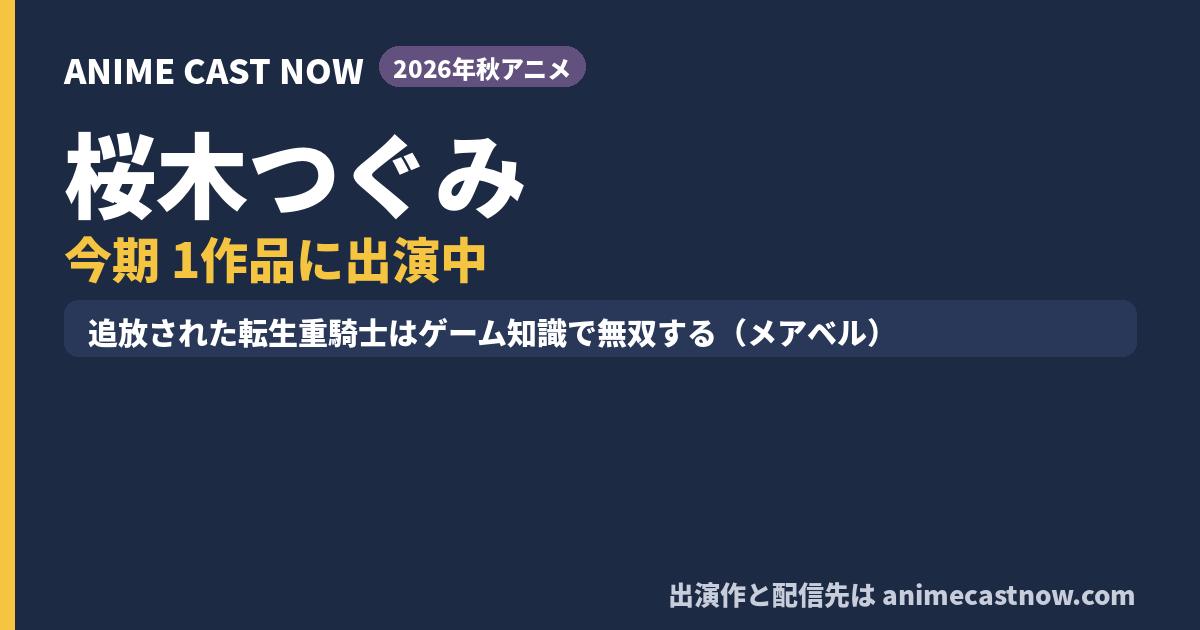 ANIME CAST NOW 2026年秋アニメ
桜木つぐみ
今期 1作品に出演中
追放された転生重騎士はゲーム知識で無双する（メアベル）
出演作と配信先は animecastnow.com